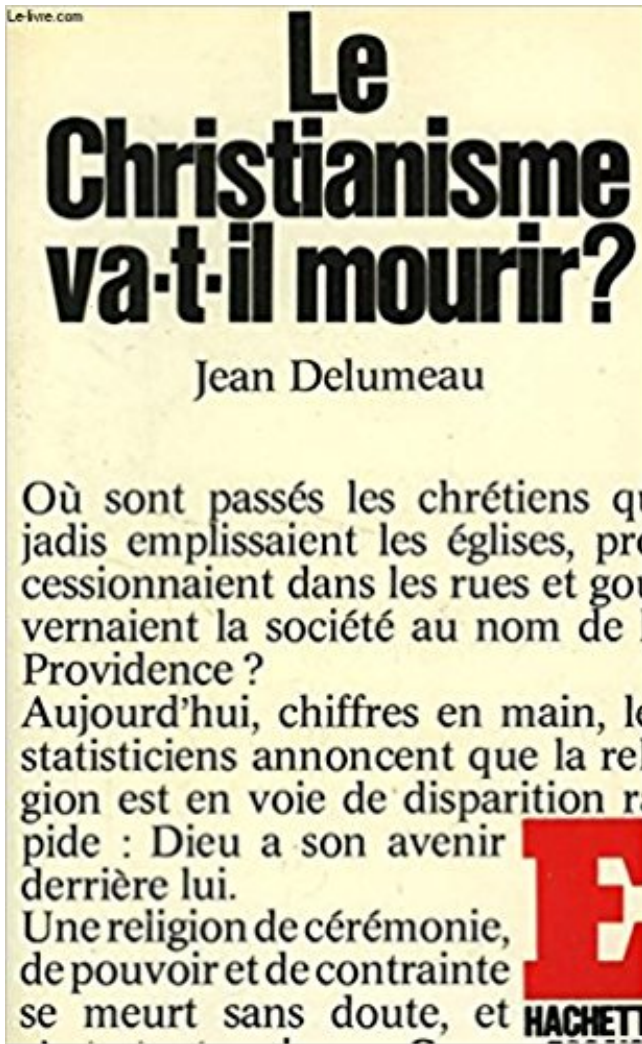 Le-livre.com
Le
Christianisme
va-t-il mourir?
Jean Delumeau
Où sont passés les chrétiens qu
jadis emplissaient les églises, pro
cessionnaient dans les rues et gou
vernaient la société au nom de l
Providence ?
Aujourd'hui, chiffres en main, le
statisticiens annoncent que la rel
gion est en voie de disparition ra
pide : Dieu a son avenir
derrière lui.
Une religion de cérémonie,
de pouvoir et de contrainte
se meurt sans doute, et
E
HACHETT